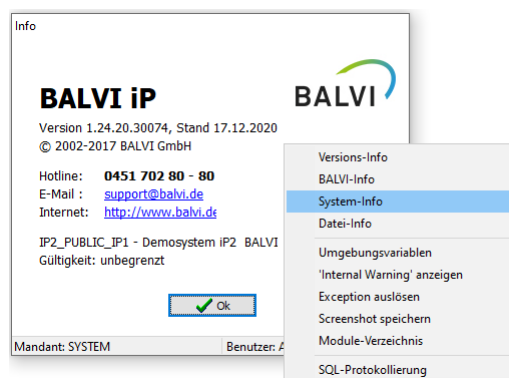 Info
BALVI iP
BALVI
Version 1.24.20.30074, Stand 17.12.2020
© 2002-2017 BALVI GmbH
Hotline: 0451 702 80 - 80
E-Mail : support@balvi.de
Internet: http://www.balvi.de
IP2_PUBLIC_IP1 - Demosystem iP2 BALVI
Gültigkeit: unbegrenzt
Ok
Mandant: SYSTEM
Benutzer: A
Versions-Info
BALVI-Info
System-Info
Datei-Info
Umgebungsvariablen
'Internal Warning' anzeigen
Exception auslösen
Screenshot speichern
Module-Verzeichnis
SQL-Protokollierung